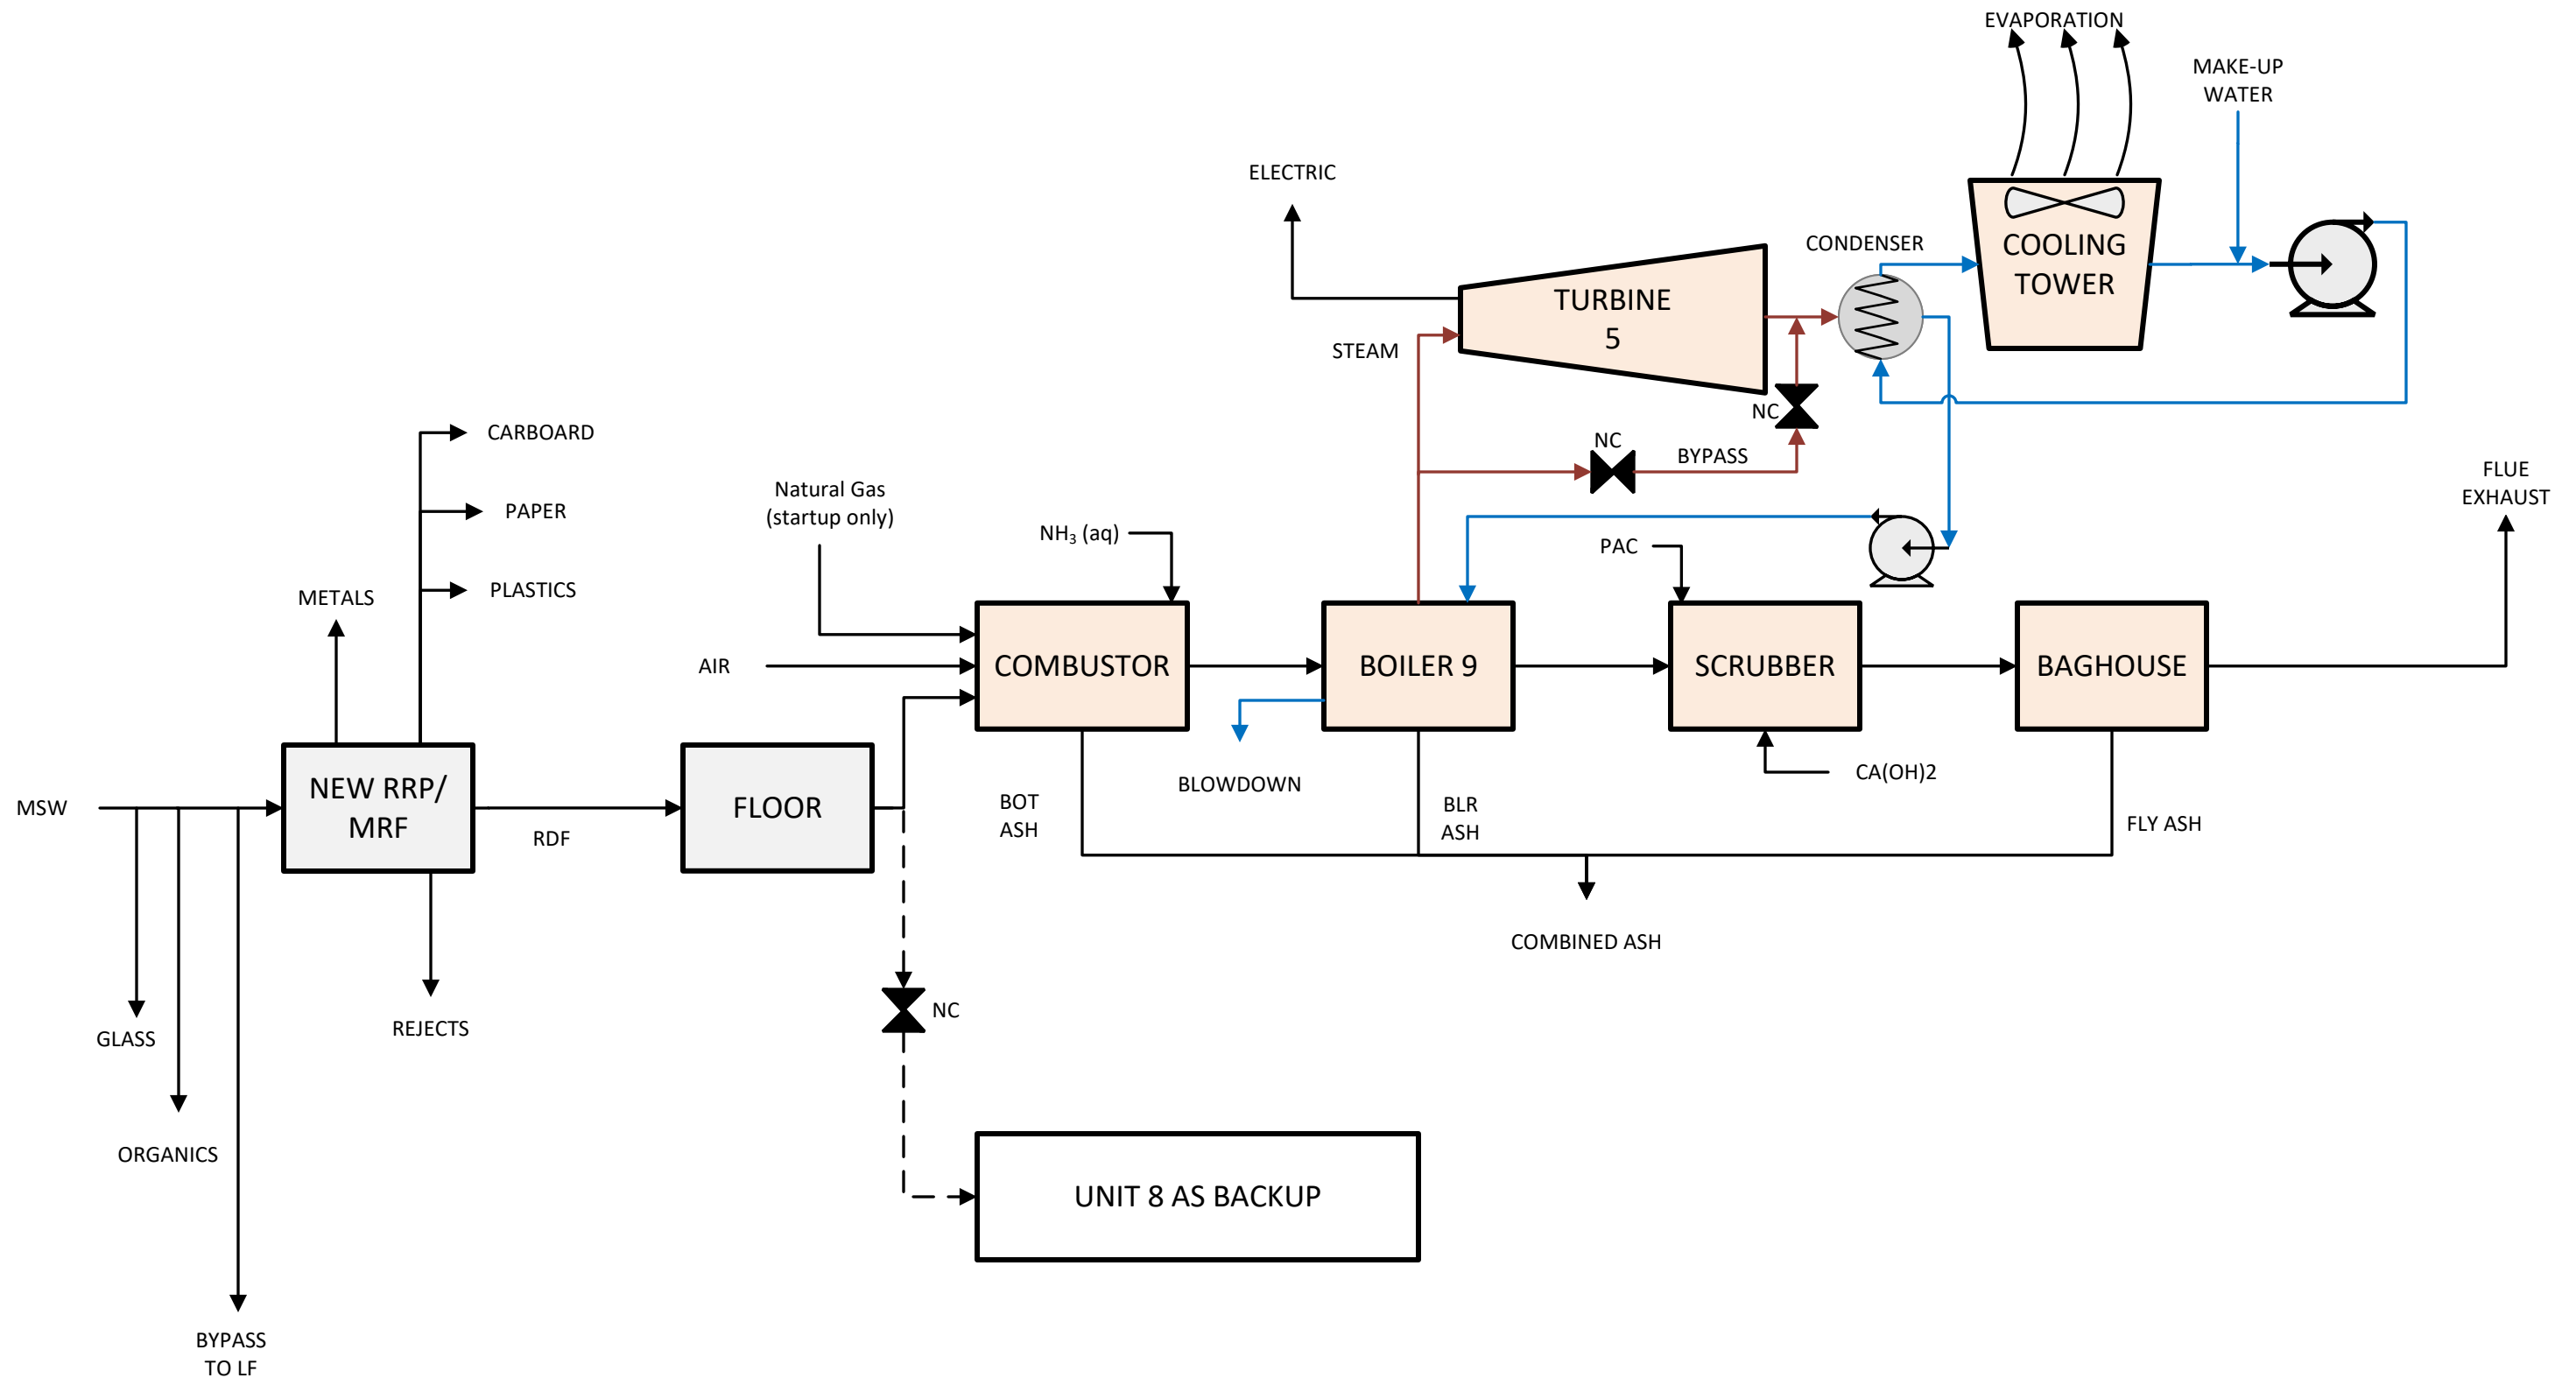 EVAPORATION
MAKE-UP
WATER
ELECTRIC
CONDENSER
COOLING
TOWER
TURBINE
5
STEAM
NC
CARBOARD
NC
BYPASS
FLUE
EXHAUST
Natural Gas
(startup only)
PAPER
NH₃ (aq)
PAC
PLASTICS
METALS
AIR
COMBUSTOR
BOILER 9
SCRUBBER
BAGHOUSE
NEW RRP/
MRF
MSW
RDF
FLOOR
BLOWDOWN
CA(OH)2
BOT
ASH
BLR
ASH
FLY ASH
COMBINED ASH
NC
REJECTS
GLASS
ORGANICS
UNIT 8 AS BACKUP
BYPASS
TO LF